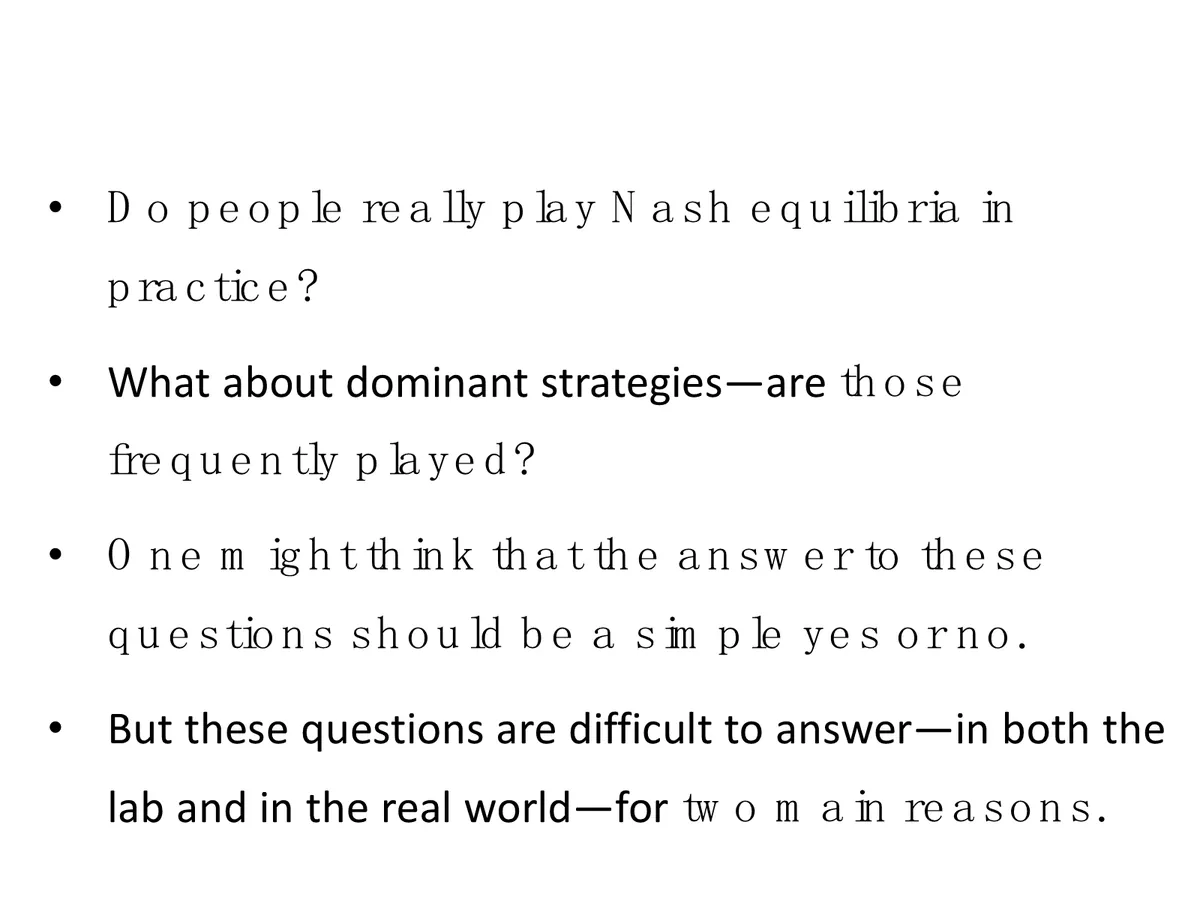 • Do people really play Nash equilibria in
practice?
• What about dominant strategies—are those
frequently played?
• One might think that the answer to these
questions should be a simple yes or no.
• But these questions are difficult to answer—in both the
lab and in the real world—for two main reasons.